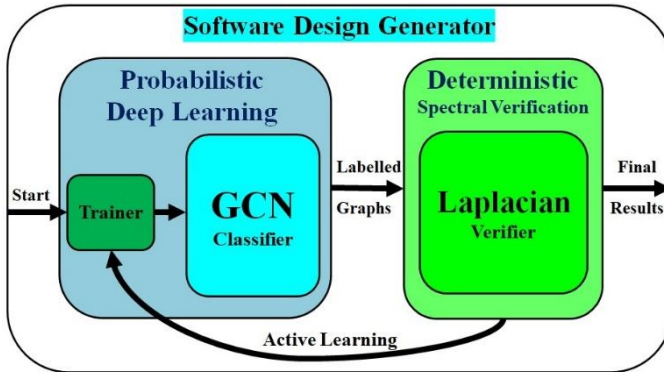 Software Design Generator
Probabilistic
Deep Learning
Deterministic
Spectral Verification
Start
Trainer
GCN
Classifier
Labelled
Graphs
Laplacian
Verifier
Final
Results
Active Learning